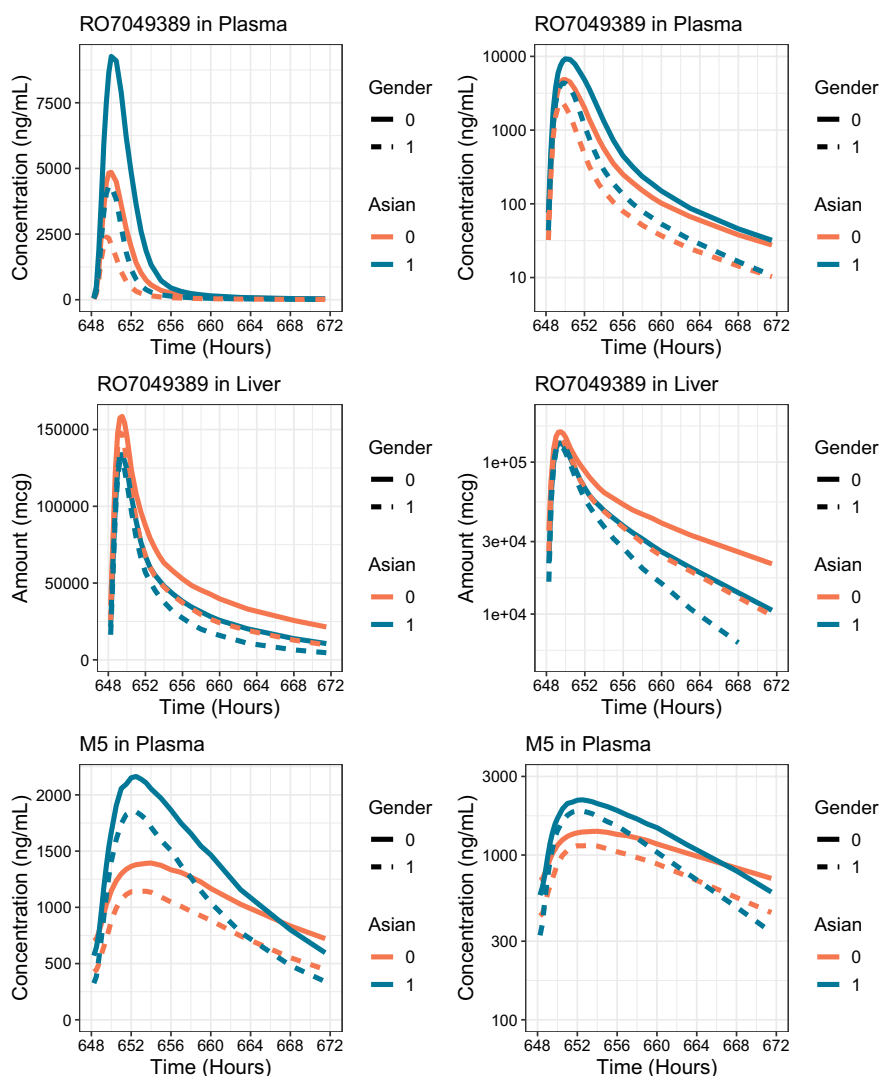 RO7049389 in Plasma
Concentration (ng/mL)
7500
5000
2500
0
648 652 656 660 664 668 672
Time (Hours)
Gender
0
1
Asian
0
1
RO7049389 in Plasma
Concentration (ng/mL)
10000
1000
100
10
648 652 656 660 664 668 672
Time (Hours)
Gender
0
1
Asian
0
1
RO7049389 in Liver
Amount (mcg)
150000
100000
50000
0
648 652 656 660 664 668 672
Time (Hours)
Gender
0
1
Asian
0
1
RO7049389 in Liver
Amount (mcg)
1e+05
3e+04
1e+04
648 652 656 660 664 668 672
Time (Hours)
Gender
0
1
Asian
0
1
M5 in Plasma
Concentration (ng/mL)
2000
1500
1000
500
0
648 652 656 660 664 668 672
Time (Hours)
Gender
0
1
Asian
0
1
M5 in Plasma
Concentration (ng/mL)
3000
1000
300
100
648 652 656 660 664 668 672
Time (Hours)
Gender
0
1
Asian
0
1